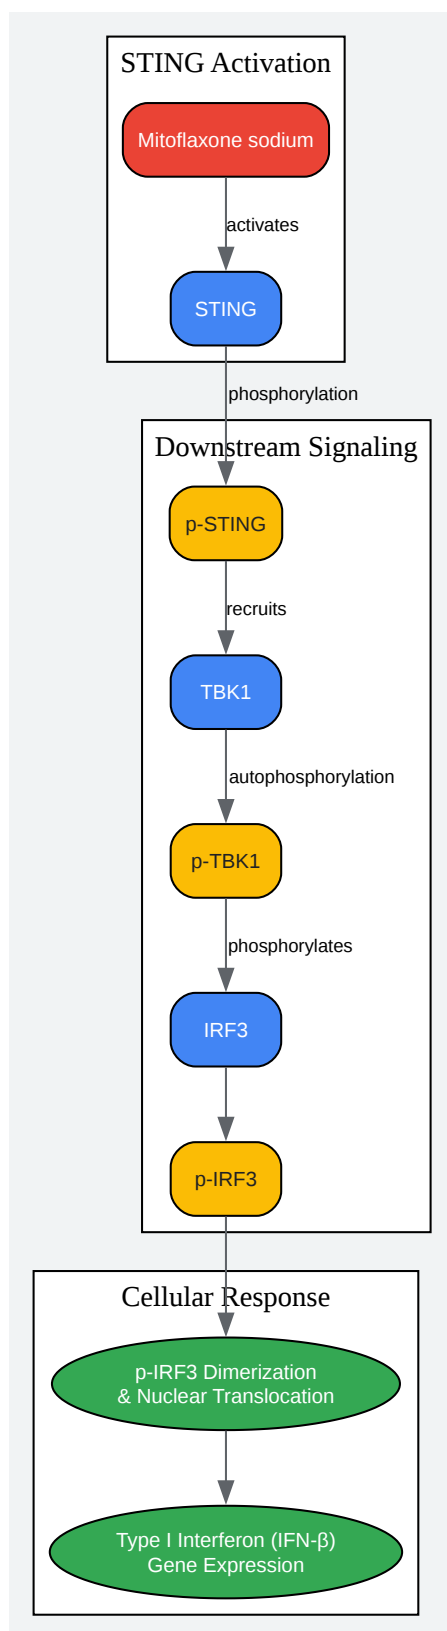 STING Activation
Mitoflaxone sodium
activates
STING
phosphorylation
Downstream Signaling
p-STING
recruits
TBK1
autophosphorylation
p-TBK1
phosphorylates
IRF3
p-IRF3
Cellular Response
p-IRF3 Dimerization
& Nuclear Translocation
Type I Interferon (IFN-β)
Gene Expression